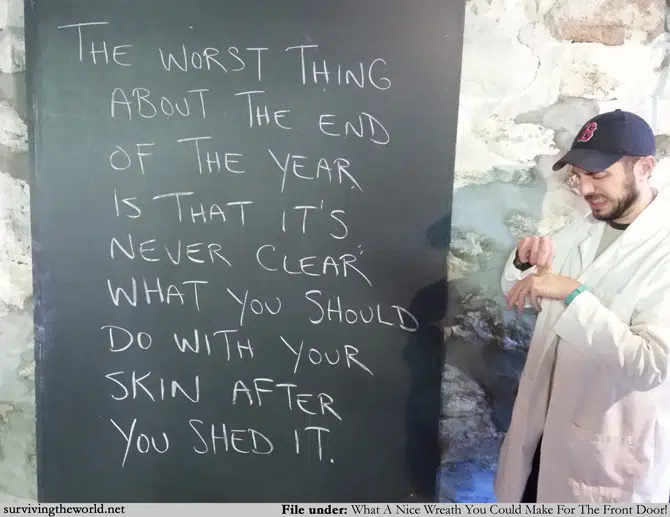 THE WORST THING
ABOUT THE END
OF THE YEAR
IS THAT IT'S
NEVER CLEAR
WHAT YOU SHOULD
DO WITH YOUR
SKIN AFTER
YOU SHED IT.
B
survivingtheworld.net
File under: What A Nice Wreath You Could Make For The Front Door!